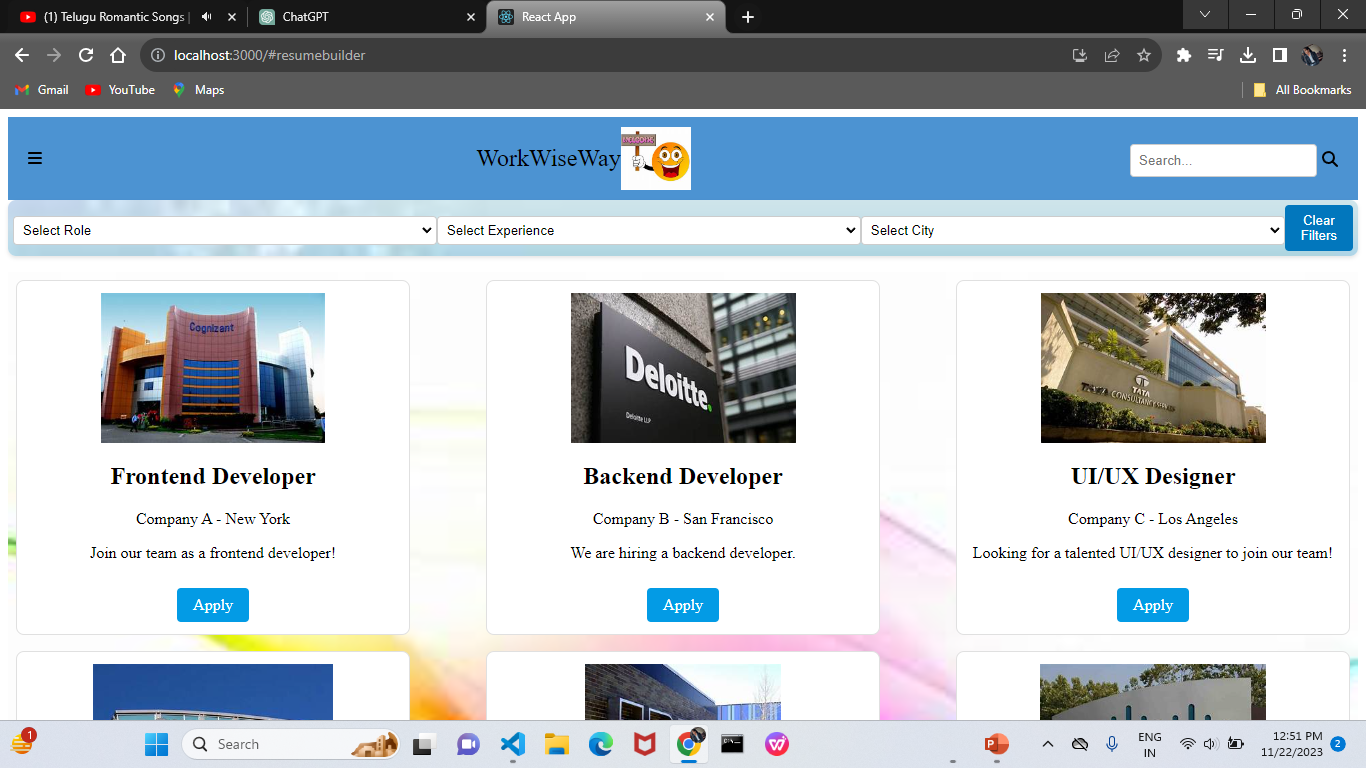 (1) Telugu Romantic Songs |
ChatGPT
React App
localhost:3000/#resumebuilder
Gmail
YouTube
Maps
All Bookmarks
WELCOME
WorkWiseWay
Search...
Select Role
Select Experience
Select City
Clear
Filters
Cognizant
Deloitte.
Deloitte LLP
TATA
TATA CONSULTANCY SERVICES
Frontend Developer
Backend Developer
UI/UX Designer
Company A - New York
Company B - San Francisco
Company C - Los Angeles
Join our team as a frontend developer!
We are hiring a backend developer.
Looking for a talented UI/UX designer to join our team!
Apply
Apply
Apply
1
Search
ENG
IN
12:51 PM
11/22/2023
2